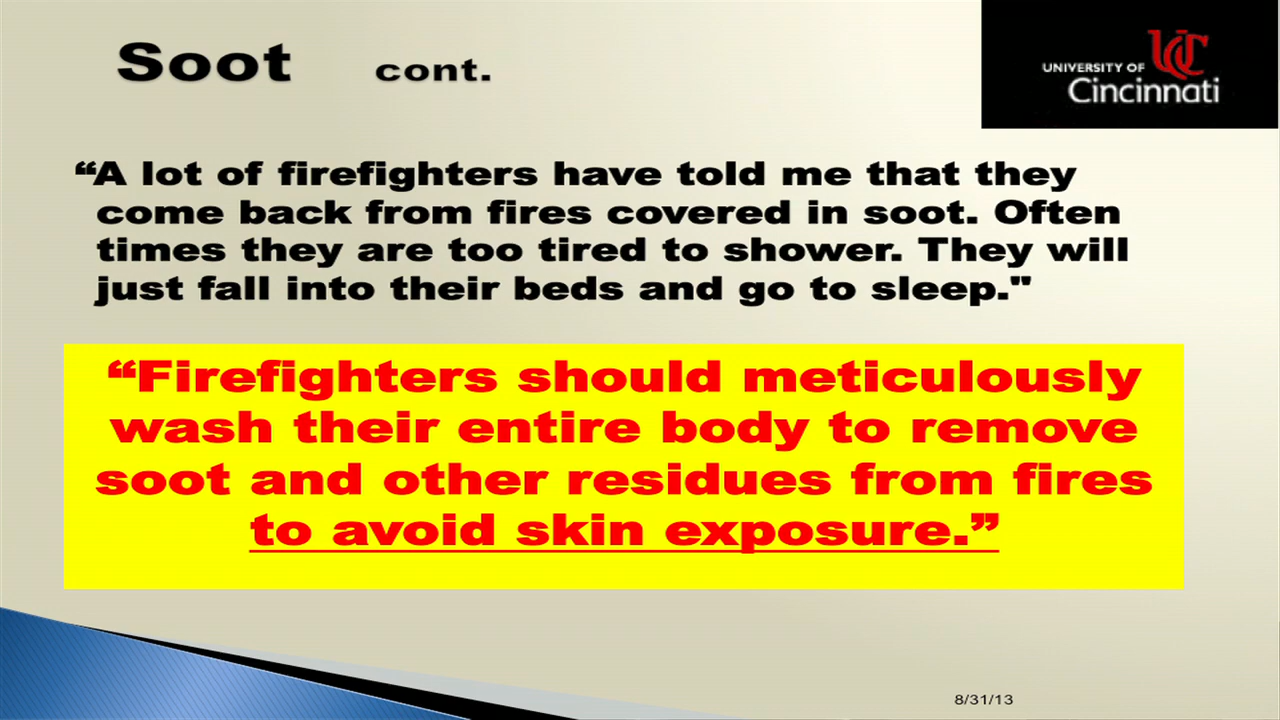 Soot cont.
UNIVERSITY OF
Cincinnati
“A lot of firefighters have told me that they
come back from fires covered in soot. Often
times they are too tired to shower. They will
just fall into their beds and go to sleep."
“Firefighters should meticulously
wash their entire body to remove
soot and other residues from fires
to avoid skin exposure.”
8/31/13